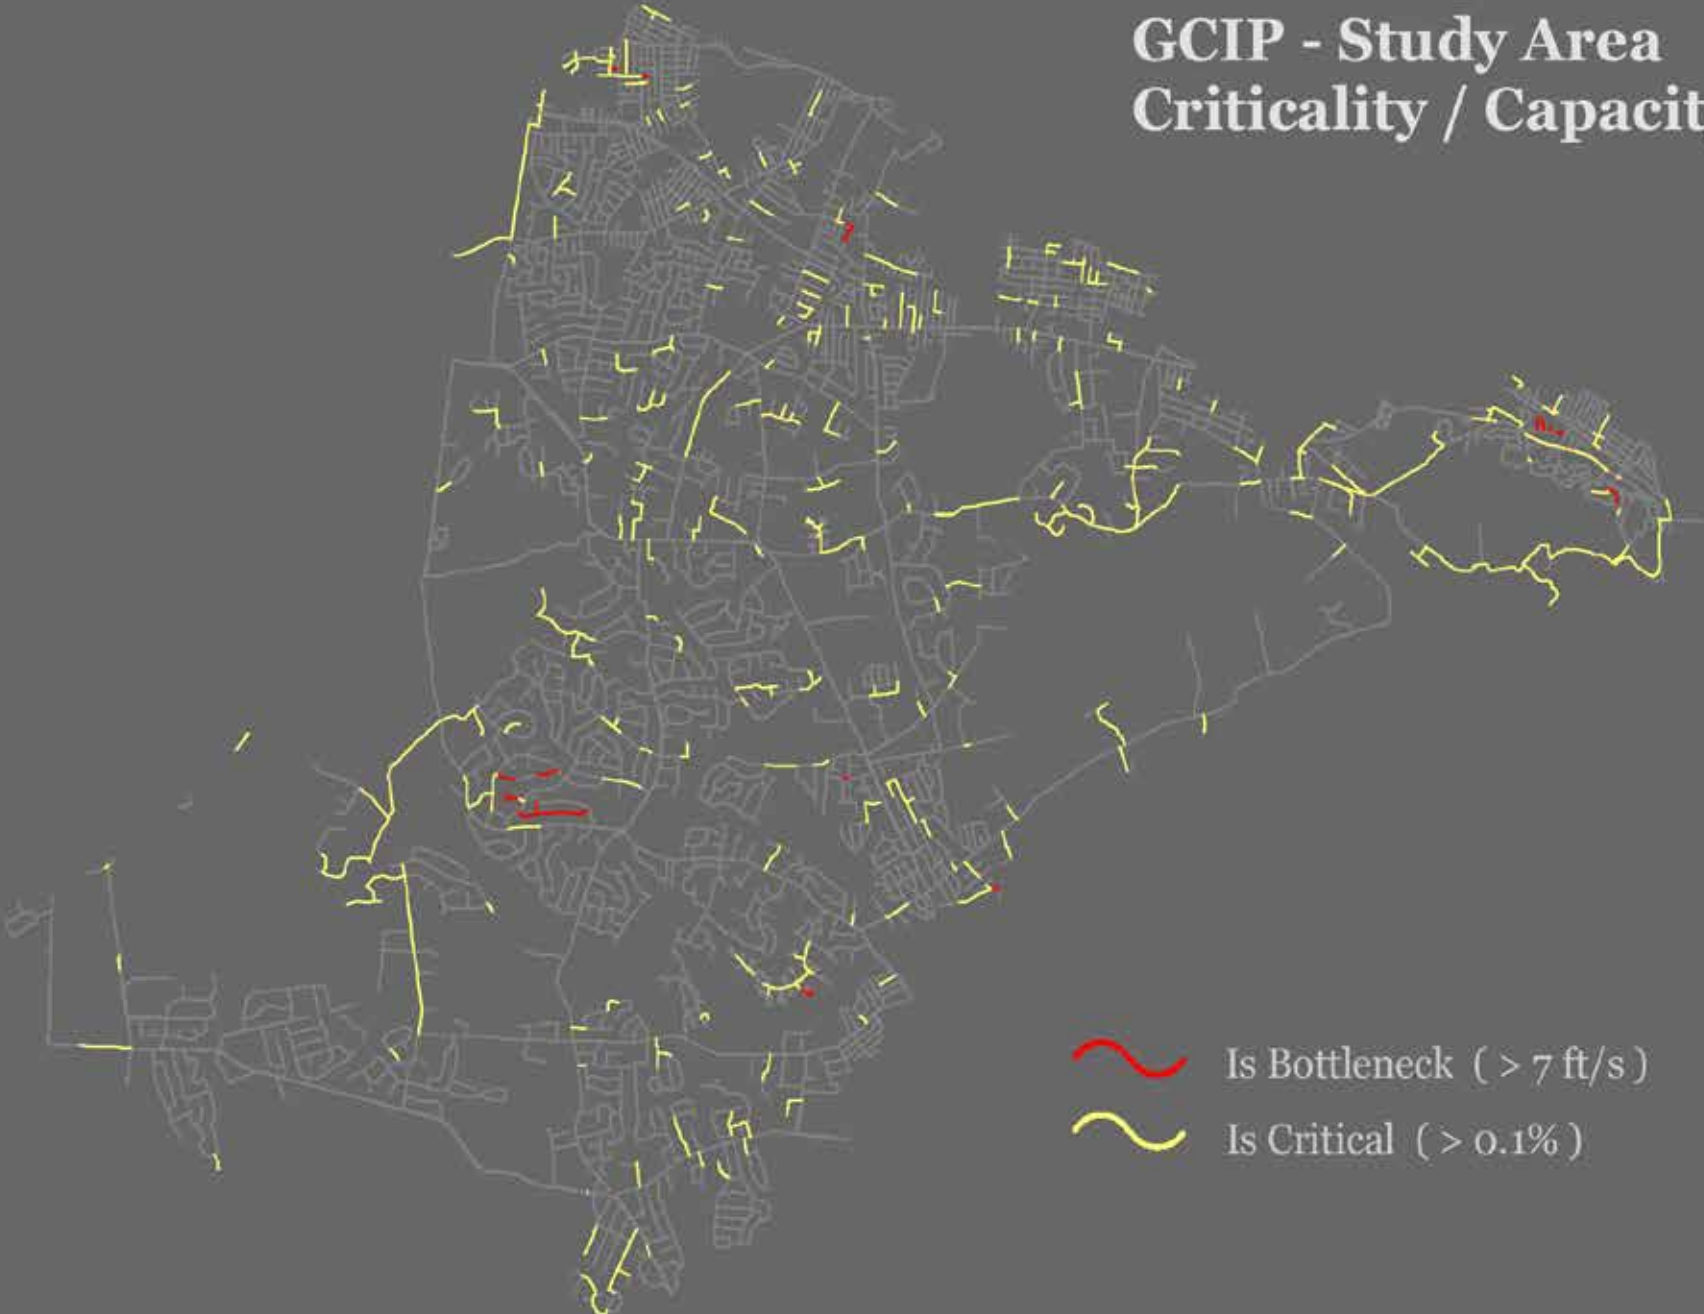 GCIP - Study Area
Criticality / Capacit
Is Bottleneck ( > 7 ft/s )
Is Critical ( > 0.1% )